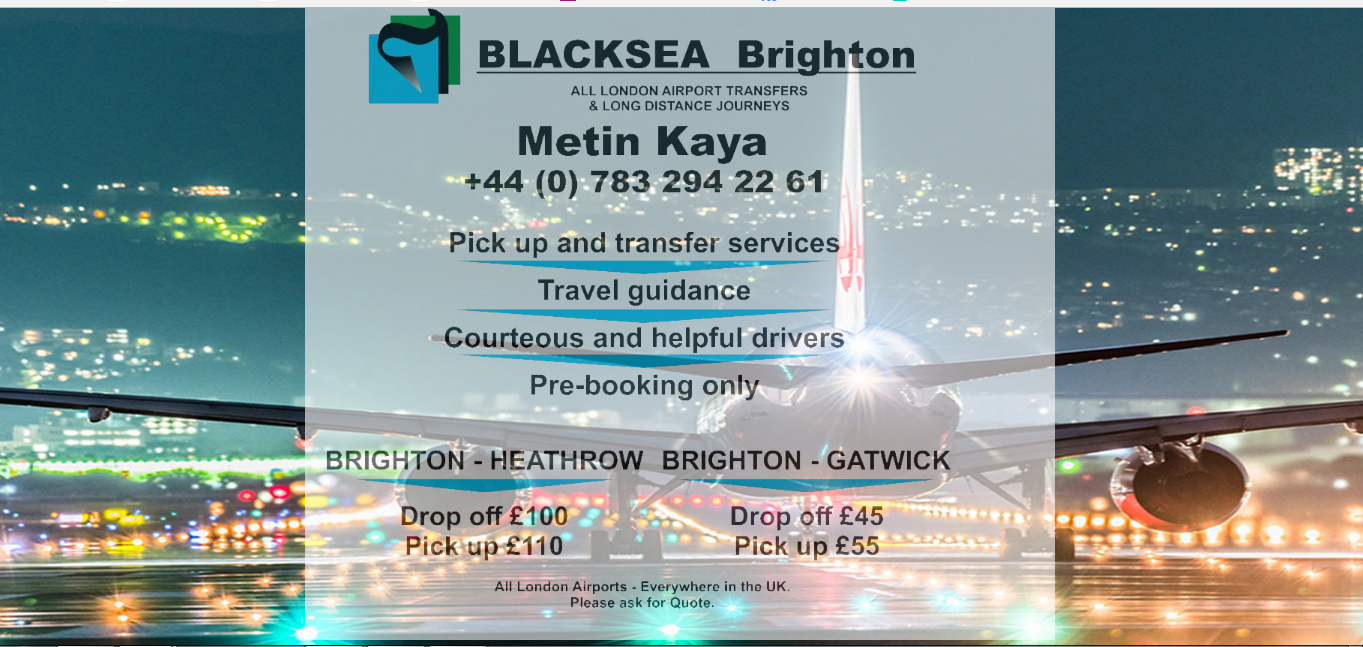 BLACKSEA Brighton
ALL LONDON AIRPORT TRANSFERS
& LONG DISTANCE JOURNEYS
Metin Kaya
+44 (0) 783 294 22 61
Pick up and transfer services
Travel guidance
Courteous and helpful drivers
Pre-booking only
BRIGHTON - HEATHROW
Drop off £100
Pick up £110
BRIGHTON - GATWICK
Drop off £45
Pick up £55
All London Airports - Everywhere in the UK.
Please ask for Quote.